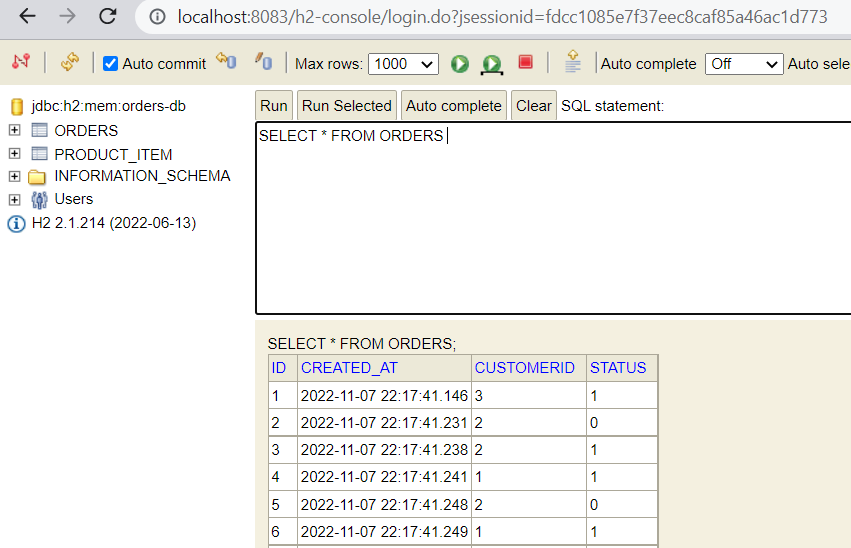 localhost:8083/h2-console/login.do?jsessionid=fdcc1085e7f37eec8caf85a46ac1d773
Auto commit Max rows: 1000 Auto complete Off Auto sele
jdbc:h2:mem:orders-db
ORDERS
PRODUCT_ITEM
INFORMATION_SCHEMA
Users
H2 2.1.214 (2022-06-13)
Run Run Selected Auto complete Clear SQL statement:
SELECT * FROM ORDERS
SELECT * FROM ORDERS;
ID CREATED_AT CUSTOMERID STATUS
1 2022-11-07 22:17:41.146 3 1
2 2022-11-07 22:17:41.231 2 0
3 2022-11-07 22:17:41.238 2 1
4 2022-11-07 22:17:41.241 1 1
5 2022-11-07 22:17:41.248 2 0
6 2022-11-07 22:17:41.249 1 1